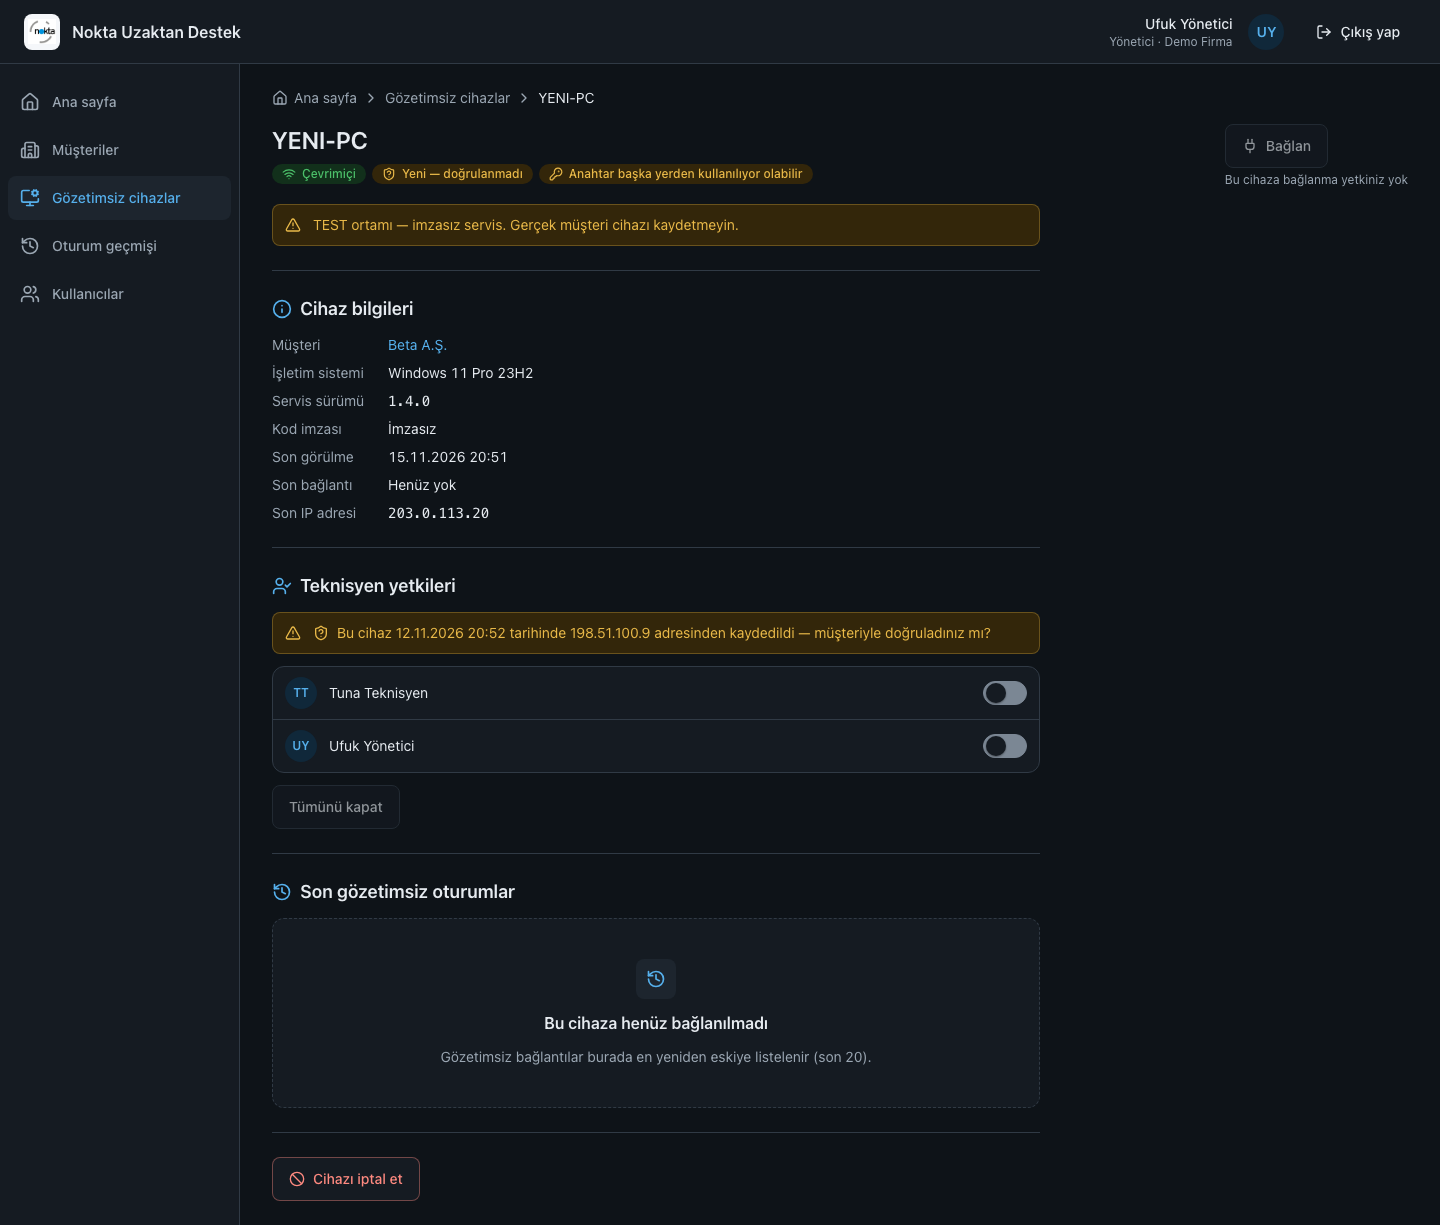 nokta
Nokta Uzaktan Destek
Ufuk Yönetici
Yönetici · Demo Firma
UY
Çıkış yap
Ana sayfa
Müşteriler
Gözetimsiz cihazlar
Oturum geçmişi
Kullanıcılar
Ana sayfa > Gözetimsiz cihazlar > YENI-PC
YENI-PC
Çevrimiçi
Yeni — doğrulanmadı
Anahtar başka yerden kullanılıyor olabilir
Bağlan
Bu cihaza bağlanma yetkiniz yok
TEST ortamı — imzasız servis. Gerçek müşteri cihazı kaydetmeyin.
Cihaz bilgileri
Müşteri Beta A.Ş.
İşletim sistemi Windows 11 Pro 23H2
Servis sürümü 1.4.0
Kod imzası İmzasız
Son görülme 15.11.2026 20:51
Son bağlantı Henüz yok
Son IP adresi 203.0.113.20
Teknisyen yetkileri
Bu cihaz 12.11.2026 20:52 tarihinde 198.51.100.9 adresinden kaydedildi — müşteriyle doğruladınız mı?
TT Tuna Teknisyen
UY Ufuk Yönetici
Tümünü kapat
Son gözetimsiz oturumlar
Bu cihaza henüz bağlanılmadı
Gözetimsiz bağlantılar burada en yeniden eskiye listelenir (son 20).
Cihazı iptal et